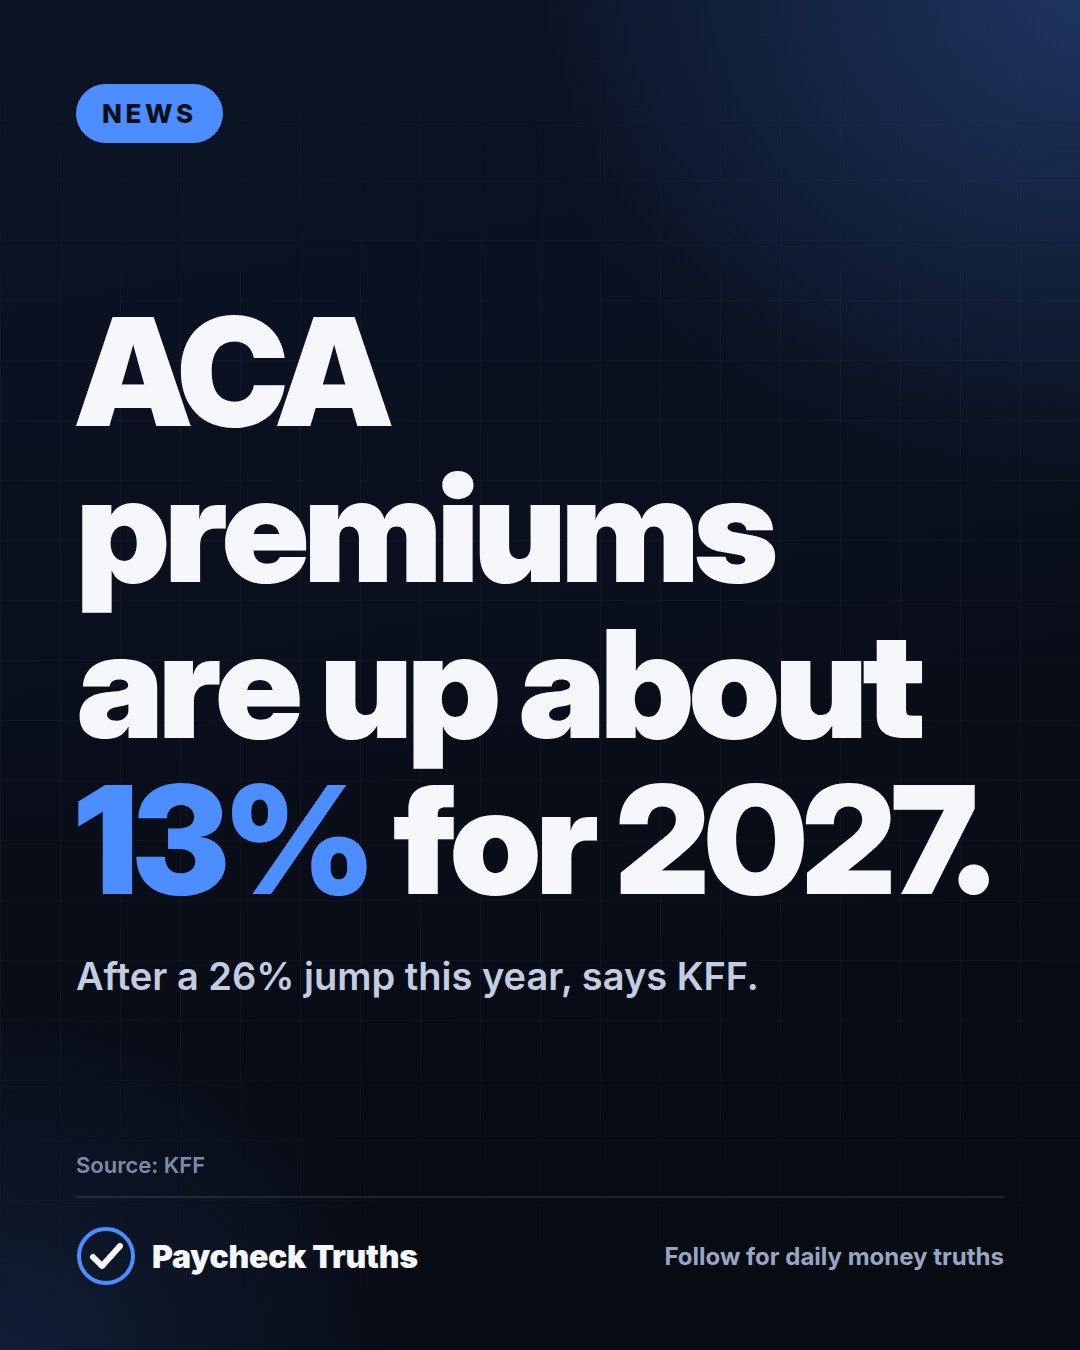 NEWS
ACA
premiums
are up about
13% for 2027.
After a 26% jump this year, says KFF.
Source: KFF
Paycheck Truths
Follow for daily money truths